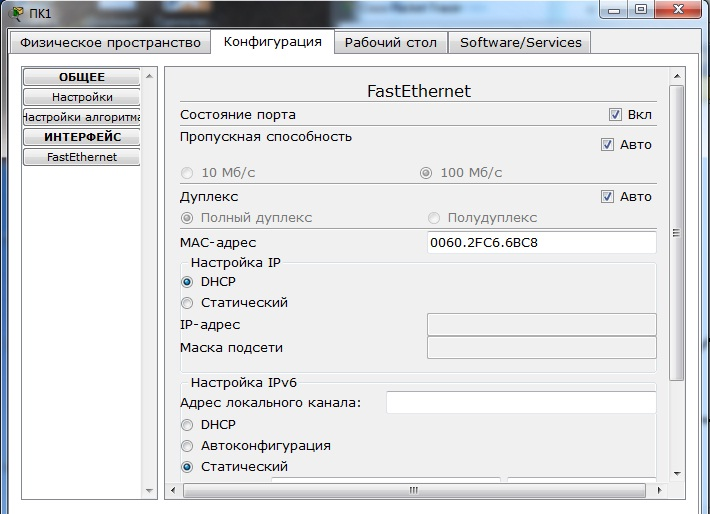 ПК1
Физическое пространство
Конфигурация
Рабочий стол
Software/Services
ОБЩЕЕ
Настройки
Настройки алгоритма
ИНТЕРФЕЙС
FastEthernet
FastEthernet
Состояние порта
Вкл
Пропускная способность
Авто
10 Мб/с
100 Мб/с
Дуплекс
Авто
Полный дуплекс
Полудуплекс
MAC-адрес
0060.2FC6.6BC8
Настройка IP
DHCP
Статический
IP-адрес
Маска подсети
Настройка IPv6
Адрес локального канала:
DHCP
Автоконфигурация
Статический